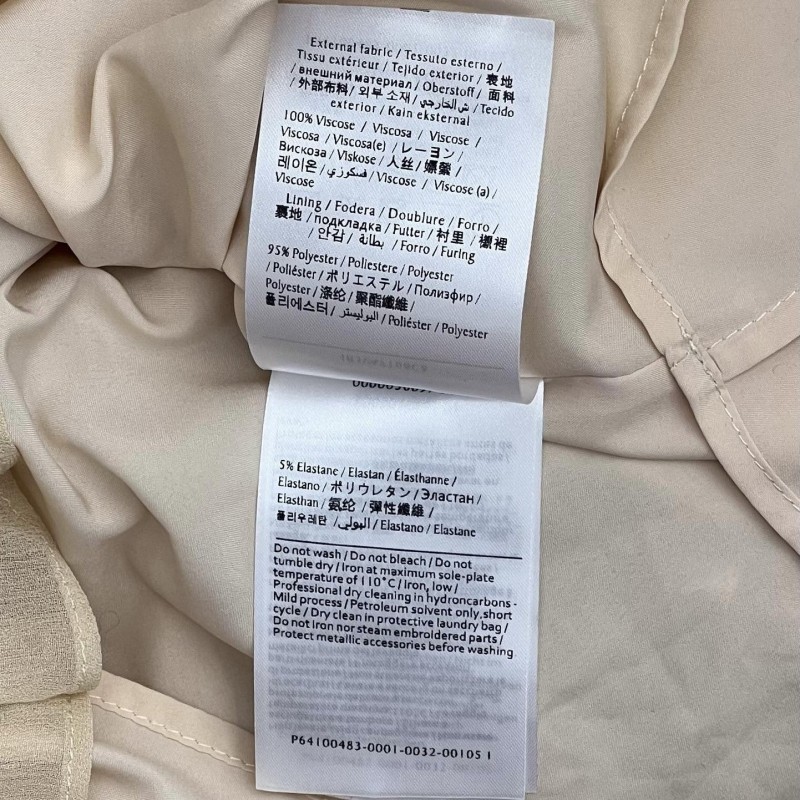 External fabric / Tessuto esterno /
Tissu extérieur / Tejido exterior / 表地
/ внешний материал / Oberstoff / 面料
/ 外部布料 / 외부 소재 / ش الخارجي / Tecido
exterior / Kain eksternal
100% Viscose / Viscosa / Viscose /
Viscosa / Viscosa(e) / レーヨン /
Вискоза / Viskose / 人丝 / 嫘縈 /
레이온 / فسكوزي / Viscose / Viscose (a) /
Viscose
Lining / Fodera / Doublure / Forro /
裏地 / подкладка / Futter / 村里 / 襯裡
/ 안감 / بطانة / Forro / Furing
95% Polyester / Poliestere / Polyester
/ Poliéster / ポリエステル / Полиэфир /
Polyester / 涤纶 / 聚酯纖維 /
폴리에스터 / البوليستر / Poliéster / Polyester
5% Elastane / Elastan / Élasthanne /
Elastano / ポリウレタン / Эластан /
Elasthan / 氨纶 / 彈性纖維 /
폴리우레탄 / البولي / Elastano / Elastane
Do not wash / Do not bleach / Do not
tumble dry / Iron at maximum sole-plate
temperature of 110°C / Iron, low /
Professional dry cleaning in hydroncarbons -
Mild process / Petroleum solvent only,short
cycle / Dry clean in protective laundry bag /
Do not Iron nor steam embroidered parts /
Protect metallic accessories before washing.
P64100483-0001-0032-00105 1